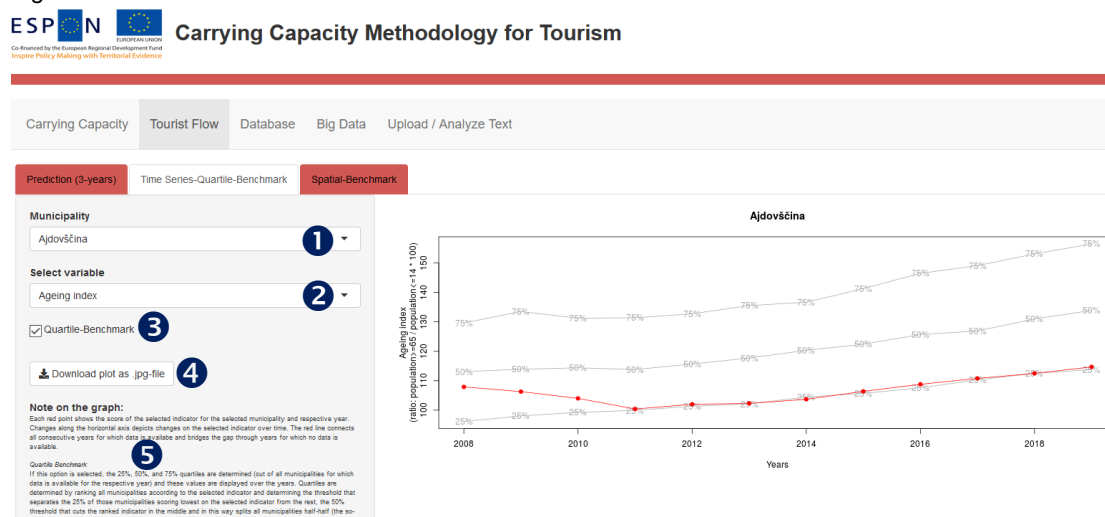 ESPON
EUROPEAN UNION
Co-financed by the European Regional Development Fund
Inspire Policy Making with Territorial Evidence
Carrying Capacity Methodology for Tourism
Carrying Capacity Tourist Flow Database Big Data Upload / Analyze Text
Prediction (3-years) Time Series-Quartile-Benchmark Spatial-Benchmark
Municipality
Ajdovščina
1
Select variable
Ageing index
2
Quartile-Benchmark
3
Download plot as .jpg-file
4
Note on the graph:
Each red point shows the score of the selected indicator for the selected municipality and respective year.
Changes along the horizontal axis depicts changes on the selected indicator over time. The red line connects
all consecutive years for which data is availabe and bridges the gap through years for which no data is
available.
5
Quartile Benchmark
If this option is selected, the 25%, 50%, and 75% quartiles are determined (out of all municipalities for which
data is available for the respective year) and these values are displayed over the years. Quartiles are
determined by ranking all municipalities according to the selected indicator and determining the threshold that
separates the 25% of those municipalities scoring lowest on the selected indicator from the rest, the 50%
threshold that cuts the ranked indicator in the middle and in this way splits all municipalities half-half (the so-
Ajdovščina
Ageing index
(ratio: population>=65 / population<=14 * 100)
150
140
130
120
110
100
75% 75% 75% 75% 75% 75% 75% 75% 75% 75% 75% 75%
50% 50% 50% 50% 50% 50% 50% 50% 50% 50% 50% 50%
25% 25% 25% 25% 25% 25% 25% 25% 25% 25% 25% 25%
2008 2010 2012 2014 2016 2018
Years